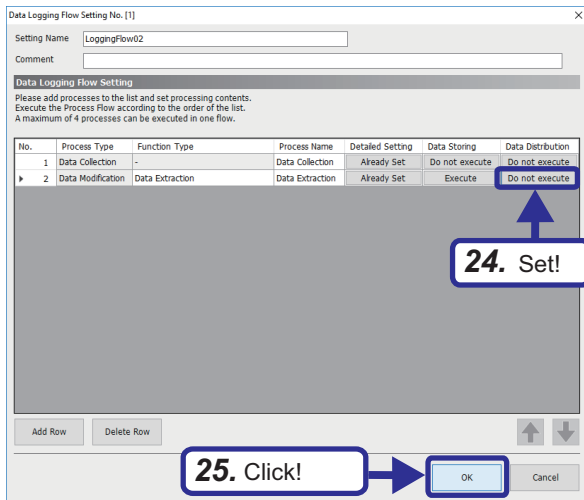 Data Logging Flow Setting No. [1]
Setting Name LoggingFlow02
Comment
Data Logging Flow Setting
Please add processes to the list and set processing contents.
Execute the Process Flow according to the order of the list.
A maximum of 4 processes can be executed in one flow.
No. Process Type Function Type Process Name Detailed Setting Data Storing Data Distribution
1 Data Collection - Data Collection Already Set Do not execute Do not execute
2 Data Modification Data Extraction Data Extraction Already Set Execute Do not execute
24. Set!
Add Row Delete Row
25. Click!
OK Cancel